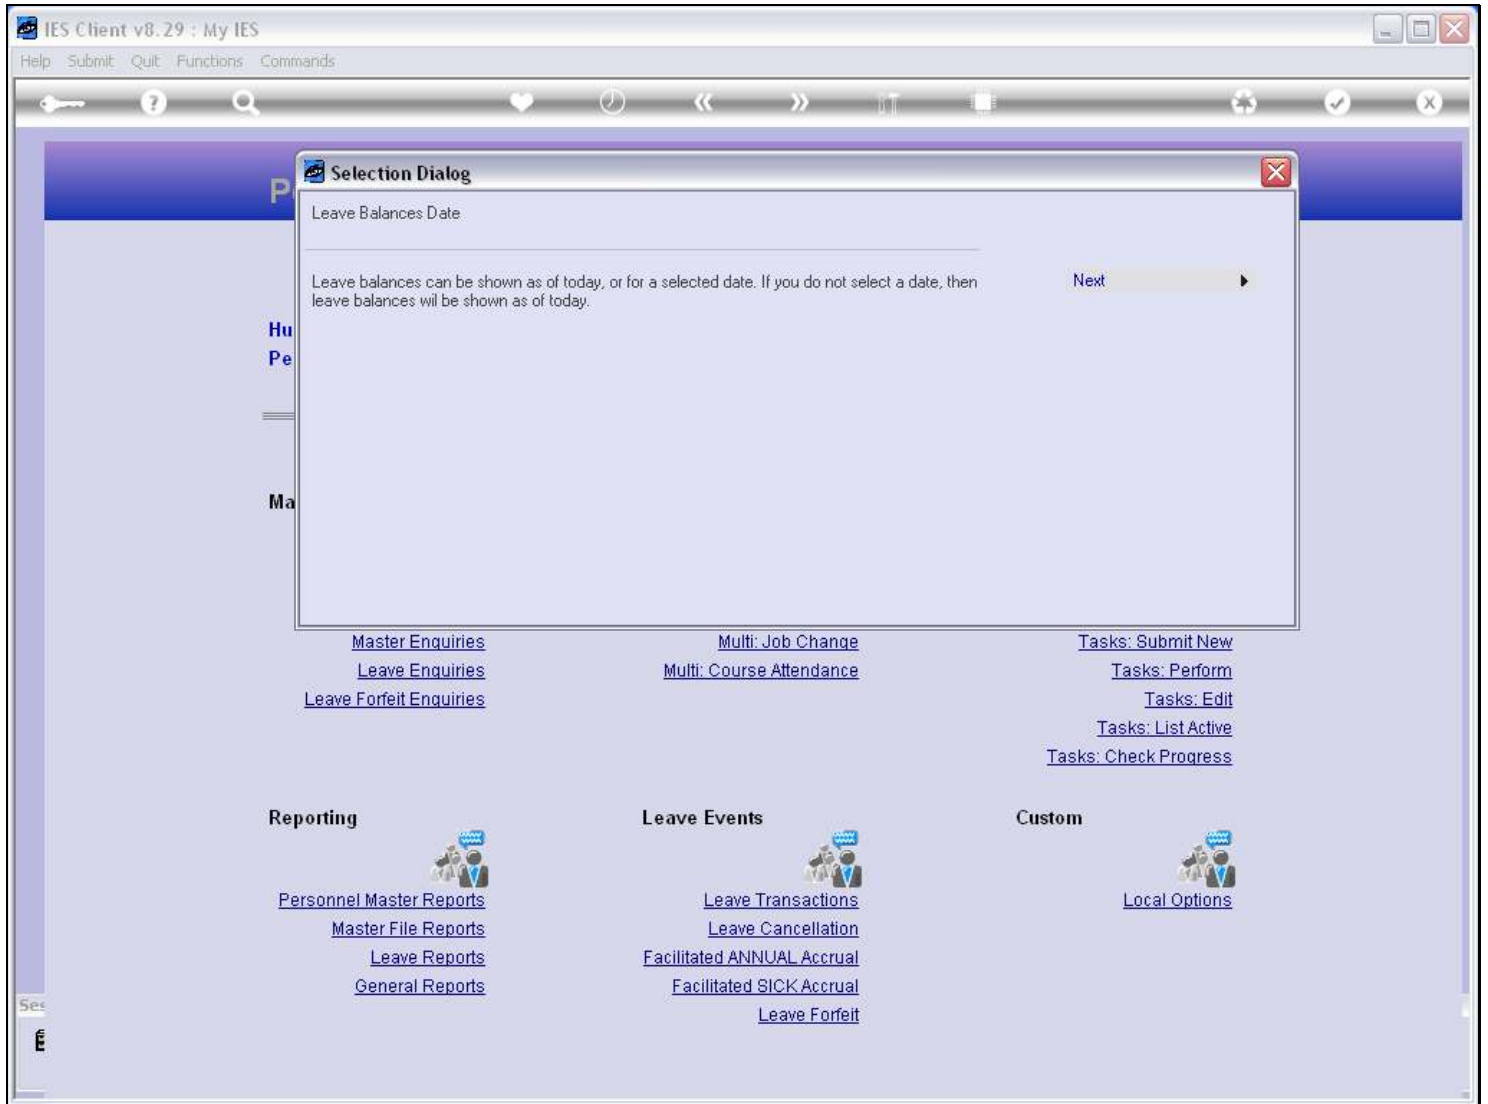 IES Client v8.29 : My IES
Help Submit Quit Functions Commands
Selection Dialog
Leave Balances Date
Leave balances can be shown as of today, or for a selected date. If you do not select a date, then
leave balances wil be shown as of today.
Next
Hu
Pe
Ma
Master Enquiries
Leave Enquiries
Leave Forfeit Enquiries
Multi: Job Change
Multi: Course Attendance
Tasks: Submit New
Tasks: Perform
Tasks: Edit
Tasks: List Active
Tasks: Check Progress
Reporting
Personnel Master Reports
Master File Reports
Leave Reports
General Reports
Leave Events
Leave Transactions
Leave Cancellation
Facilitated ANNUAL Accrual
Facilitated SICK Accrual
Leave Forfeit
Custom
Local Options
Ses